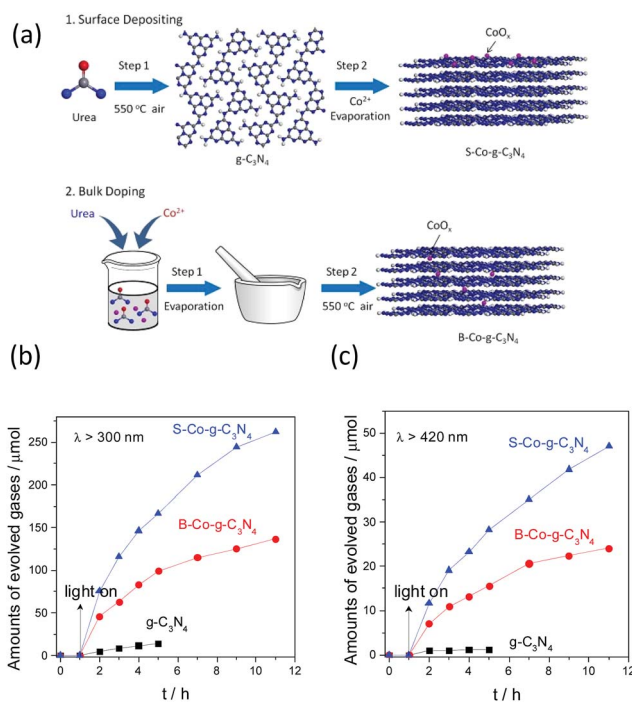 (a)
1. Surface Depositing
Urea
Step 1
550 °C air
g-C₃N₄
Step 2
Co²⁺
Evaporation
CoOₓ
S-Co-g-C₃N₄
2. Bulk Doping
Urea
Co²⁺
Step 1
Evaporation
Step 2
550 °C air
CoOₓ
B-Co-g-C₃N₄
(b)
Amounts of evolved gases / μmol
250
200
150
100
50
0
λ > 300 nm
S-Co-g-C₃N₄
B-Co-g-C₃N₄
light on
g-C₃N₄
0 2 4 6 8 10 12
t / h
(c)
Amounts of evolved gases / μmol
50
40
30
20
10
0
λ > 420 nm
S-Co-g-C₃N₄
B-Co-g-C₃N₄
light on
g-C₃N₄
0 2 4 6 8 10 12
t / h